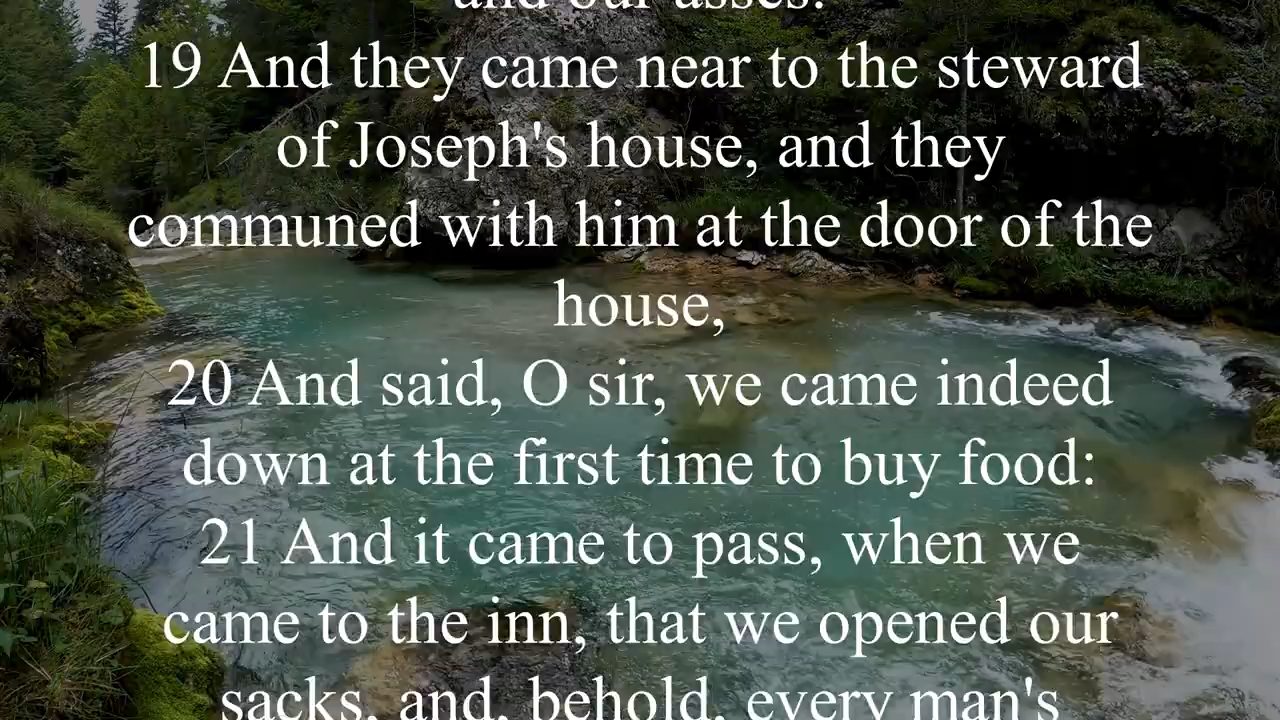 and our asses.
19 And they came near to the steward
of Joseph's house, and they
communed with him at the door of the
house,
20 And said, O sir, we came indeed
down at the first time to buy food:
21 And it came to pass, when we
came to the inn, that we opened our
sacks, and, behold, every man's